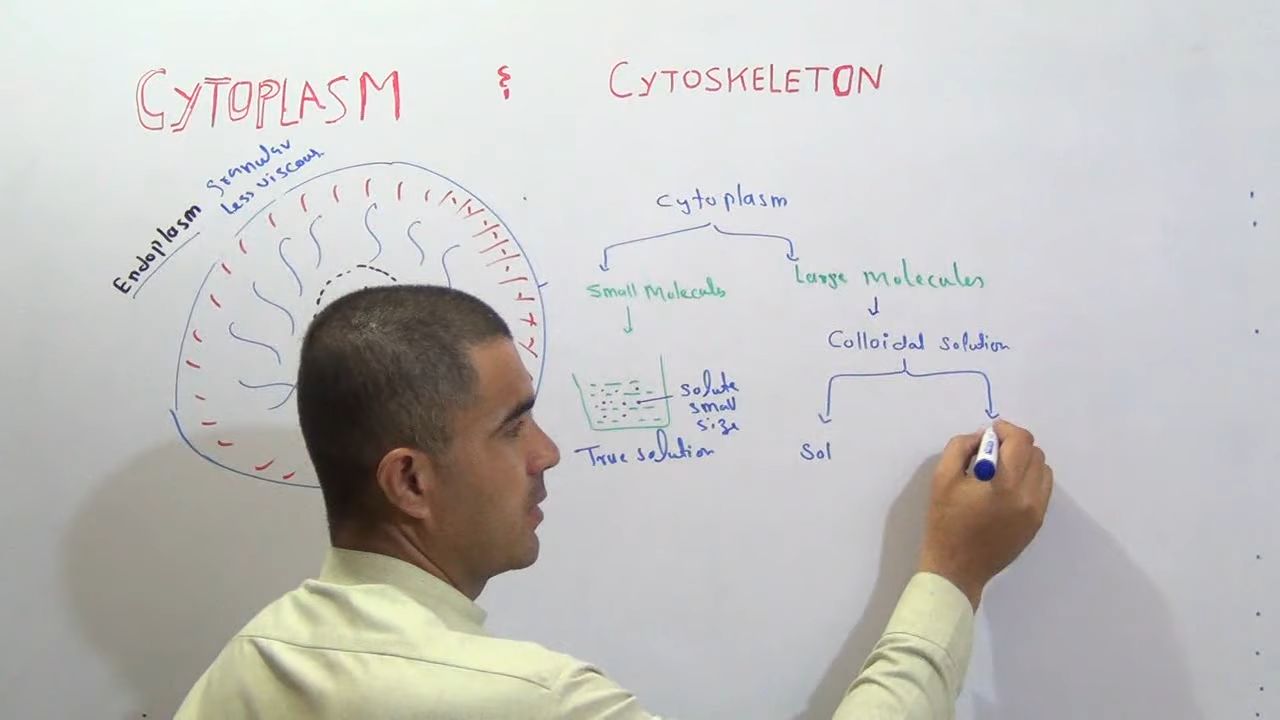 CYTOPLASM & CYTOSKELETON
granular
Less viscous
Endoplasm
Cytoplasm
Small Molecules
Large Molecules
Colloidal solution
solute
small
size
True solution
Sol